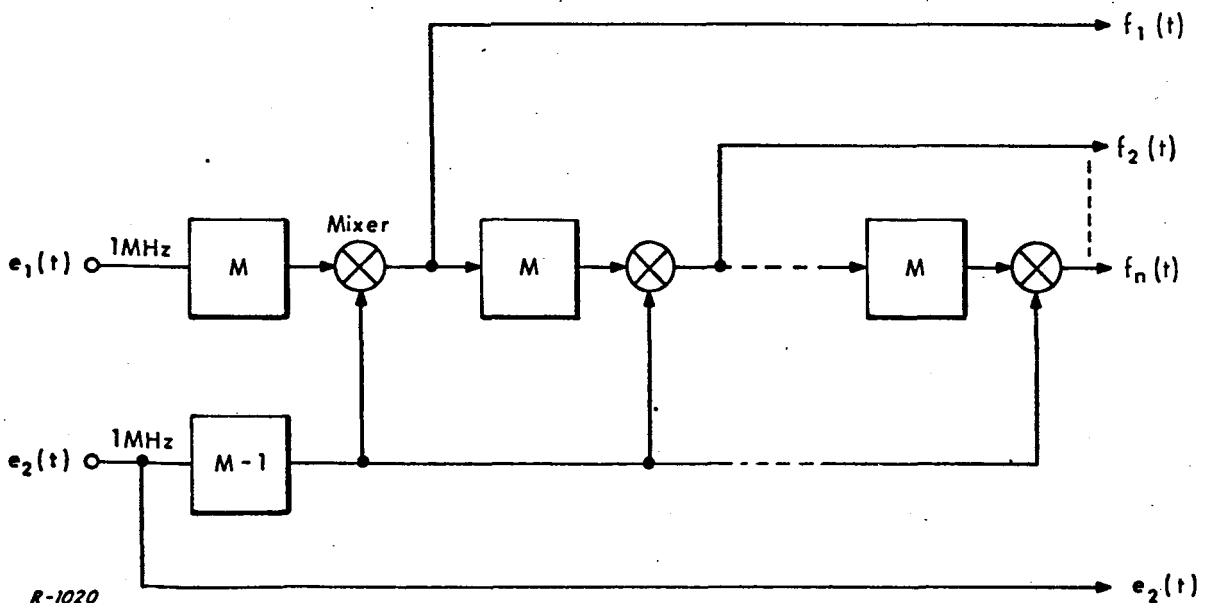 f₁(t)
f₂(t)
Mixer
e₁(t)
1MHz
M
M
M
fₙ(t)
1MHz
e₂(t)
M-1
R-1020
e₂(t)